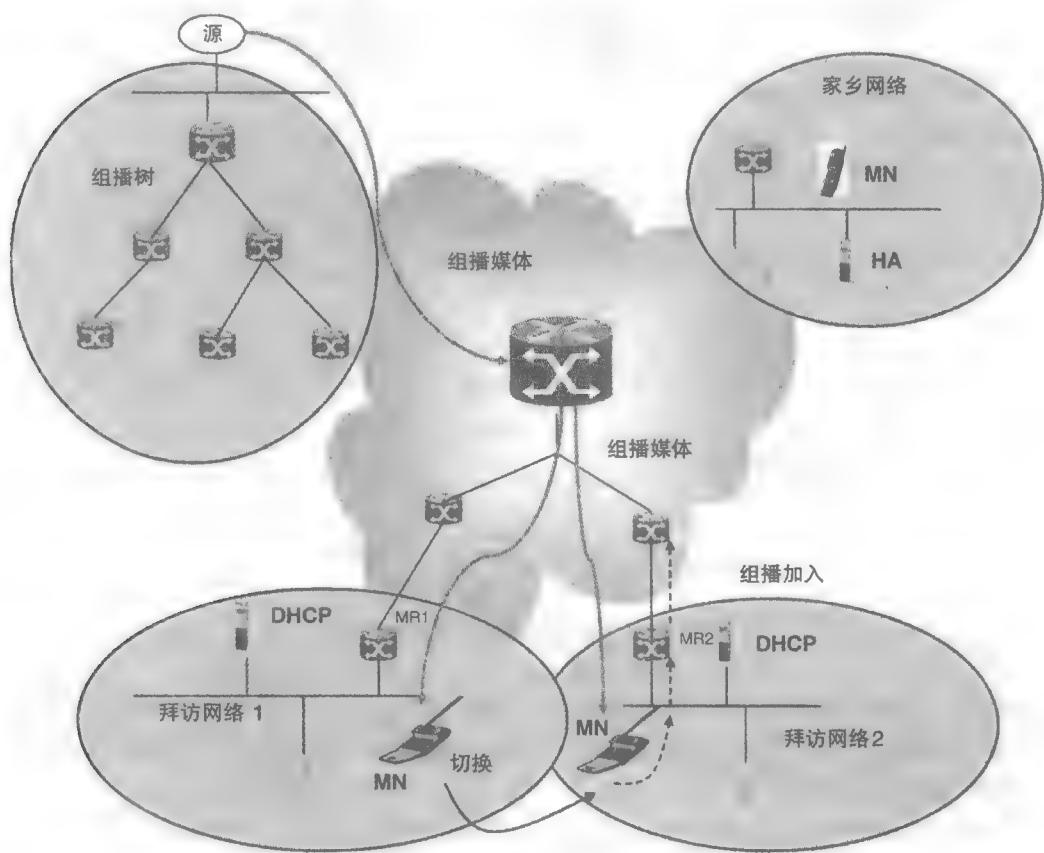 源
家乡网络
组播树
MN
组播媒体
HA
组播媒体
组播加入
DHCP
MR1
MR2
DHCP
拜访网络 1
MN
拜访网络2
切换
MN